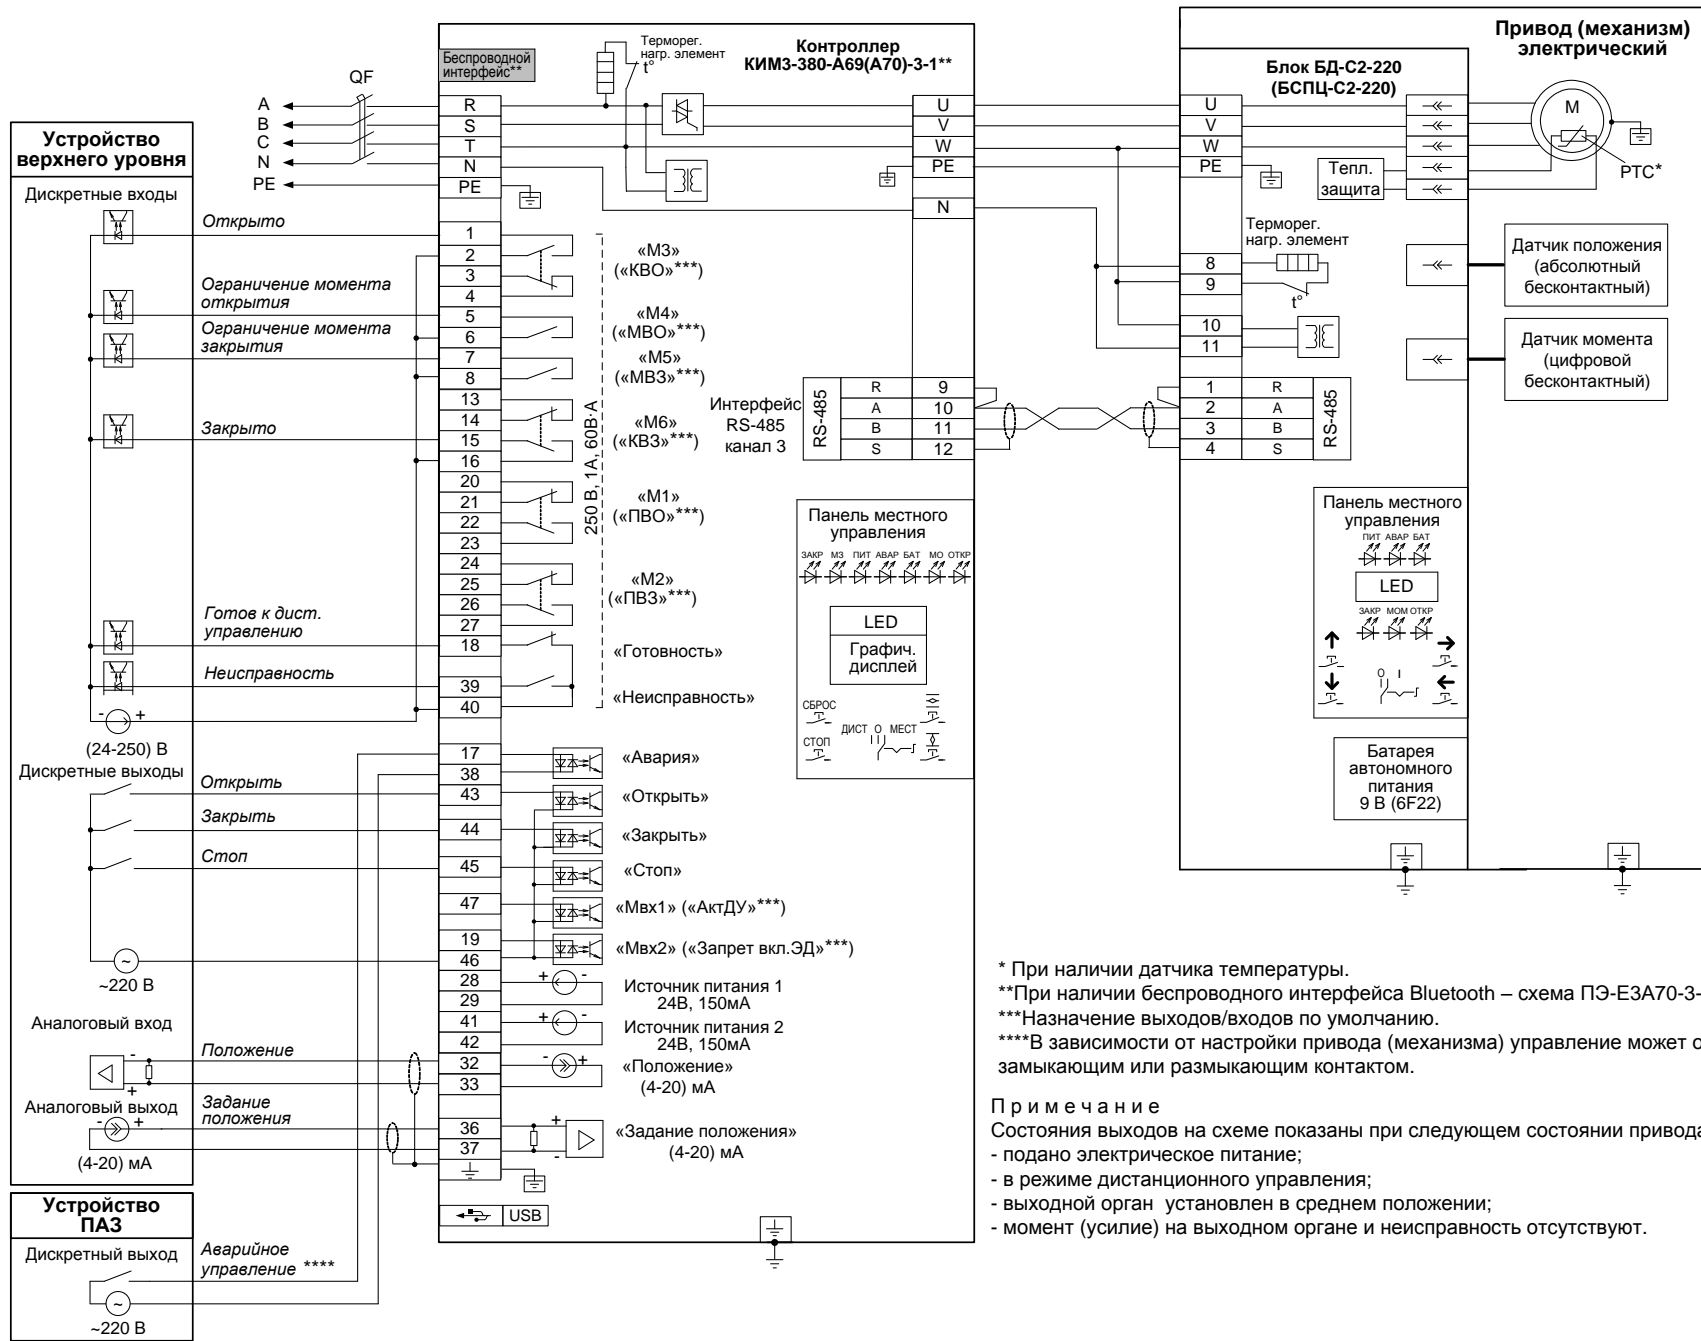 Устройство
верхнего уровня
Дискретные входы
(24-250) В
- +
Дискретные выходы
~
~220 В
Аналоговый вход
-
+
Аналоговый выход
- +
(4-20) мА
Устройство
ПАЗ
Дискретный выход
~
~220 В
QF
A
B
C
N
PE
Открыто
Ограничение момента
открытия
Ограничение момента
закрытия
Закрыто
Готов к дист.
управлению
Неисправность
Открыть
Закрыть
Стоп
Положение
Задание
положения
Аварийное
управление ****
Беспроводной
интерфейс**
Терморег.
нагр. элемент
t°
Контроллер
КИМ3-380-А69(А70)-3-1**
R
S
T
N
PE
1
2
3
4
5
6
7
8
13
14
15
16
20
21
22
23
24
25
26
27
18
39
40
17
38
43
44
45
47
19
46
28
29
41
42
32
33
36
37
USB
«М3»
(«КВО»***)
«М4»
(«МВО»***)
«М5»
(«МВЗ»***)
«М6»
(«КВЗ»***)
«М1»
(«ПВО»***)
«М2»
(«ПВЗ»***)
«Готовность»
«Неисправность»
250 В, 1А, 60В·А
«Авария»
«Открыть»
«Закрыть»
«Стоп»
«Мвх1» («АктДУ»***)
«Мвх2» («Запрет вкл.ЭД»***)
+ -
Источник питания 1
24В, 150мА
+ -
Источник питания 2
24В, 150мА
- +
«Положение»
(4-20) мА
+
-
«Задание положения»
(4-20) мА
U
V
W
PE
N
Интерфейс
RS-485
канал 3
RS-485
R 9
A 10
B 11
S 12
Панель местного
управления
ЗАКР МЗ ПИТ АВАР БАТ МО ОТКР
LED
Графич.
дисплей
СБРОС
СТОП
ДИСТ О МЕСТ
Привод (механизм)
электрический
Блок БД-С2-220
(БСПЦ-С2-220)
U
V
W
PE
Тепл.
защита
M
PTC*
Терморег.
нагр. элемент
t°
8
9
10
11
1 R
2 A
3 B
4 S
RS-485
Датчик положения
(абсолютный
бесконтактный)
Датчик момента
(цифровой
бесконтактный)
Панель местного
управления
ПИТ АВАР БАТ
LED
ЗАКР МОМ ОТКР
О I
Батарея
автономного
питания
9 В (6F22)
* При наличии датчика температуры.
**При наличии беспроводного интерфейса Bluetooth – схема ПЭ-ЕЗА70-3-
***Назначение выходов/входов по умолчанию.
****В зависимости от настройки привода (механизма) управление может о
замыкающим или размыкающим контактом.
Примечание
Состояния выходов на схеме показаны при следующем состоянии привода
- подано электрическое питание;
- в режиме дистанционного управления;
- выходной орган установлен в среднем положении;
- момент (усилие) на выходном органе и неисправность отсутствуют.